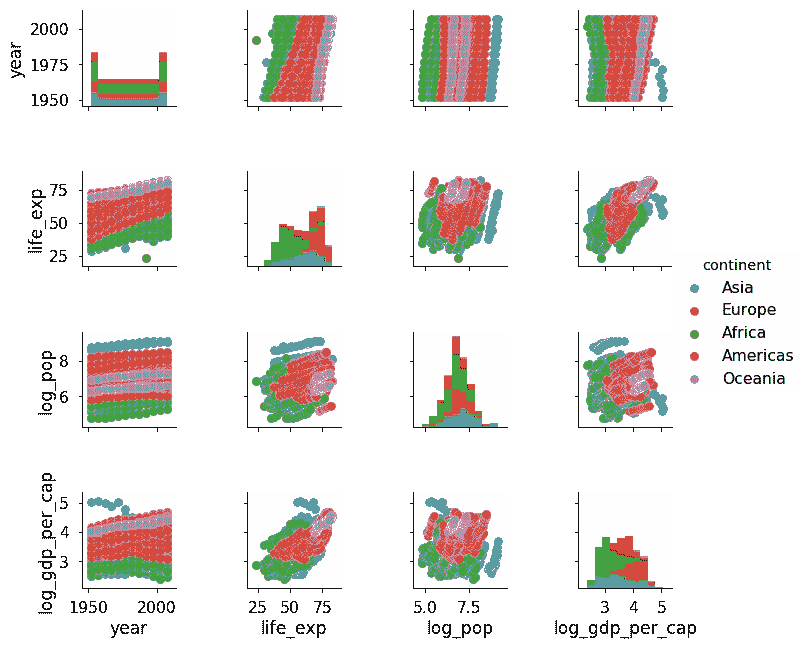 year
2000
1975
1950
life_exp
75
50
25
continent
Asia
Europe
Africa
Americas
Oceania
log_pop
8
6
log_gdp_per_cap
5
4
3
1950 2000 25 50 75 5.0 7.5 3 4 5
year life_exp log_pop log_gdp_per_cap